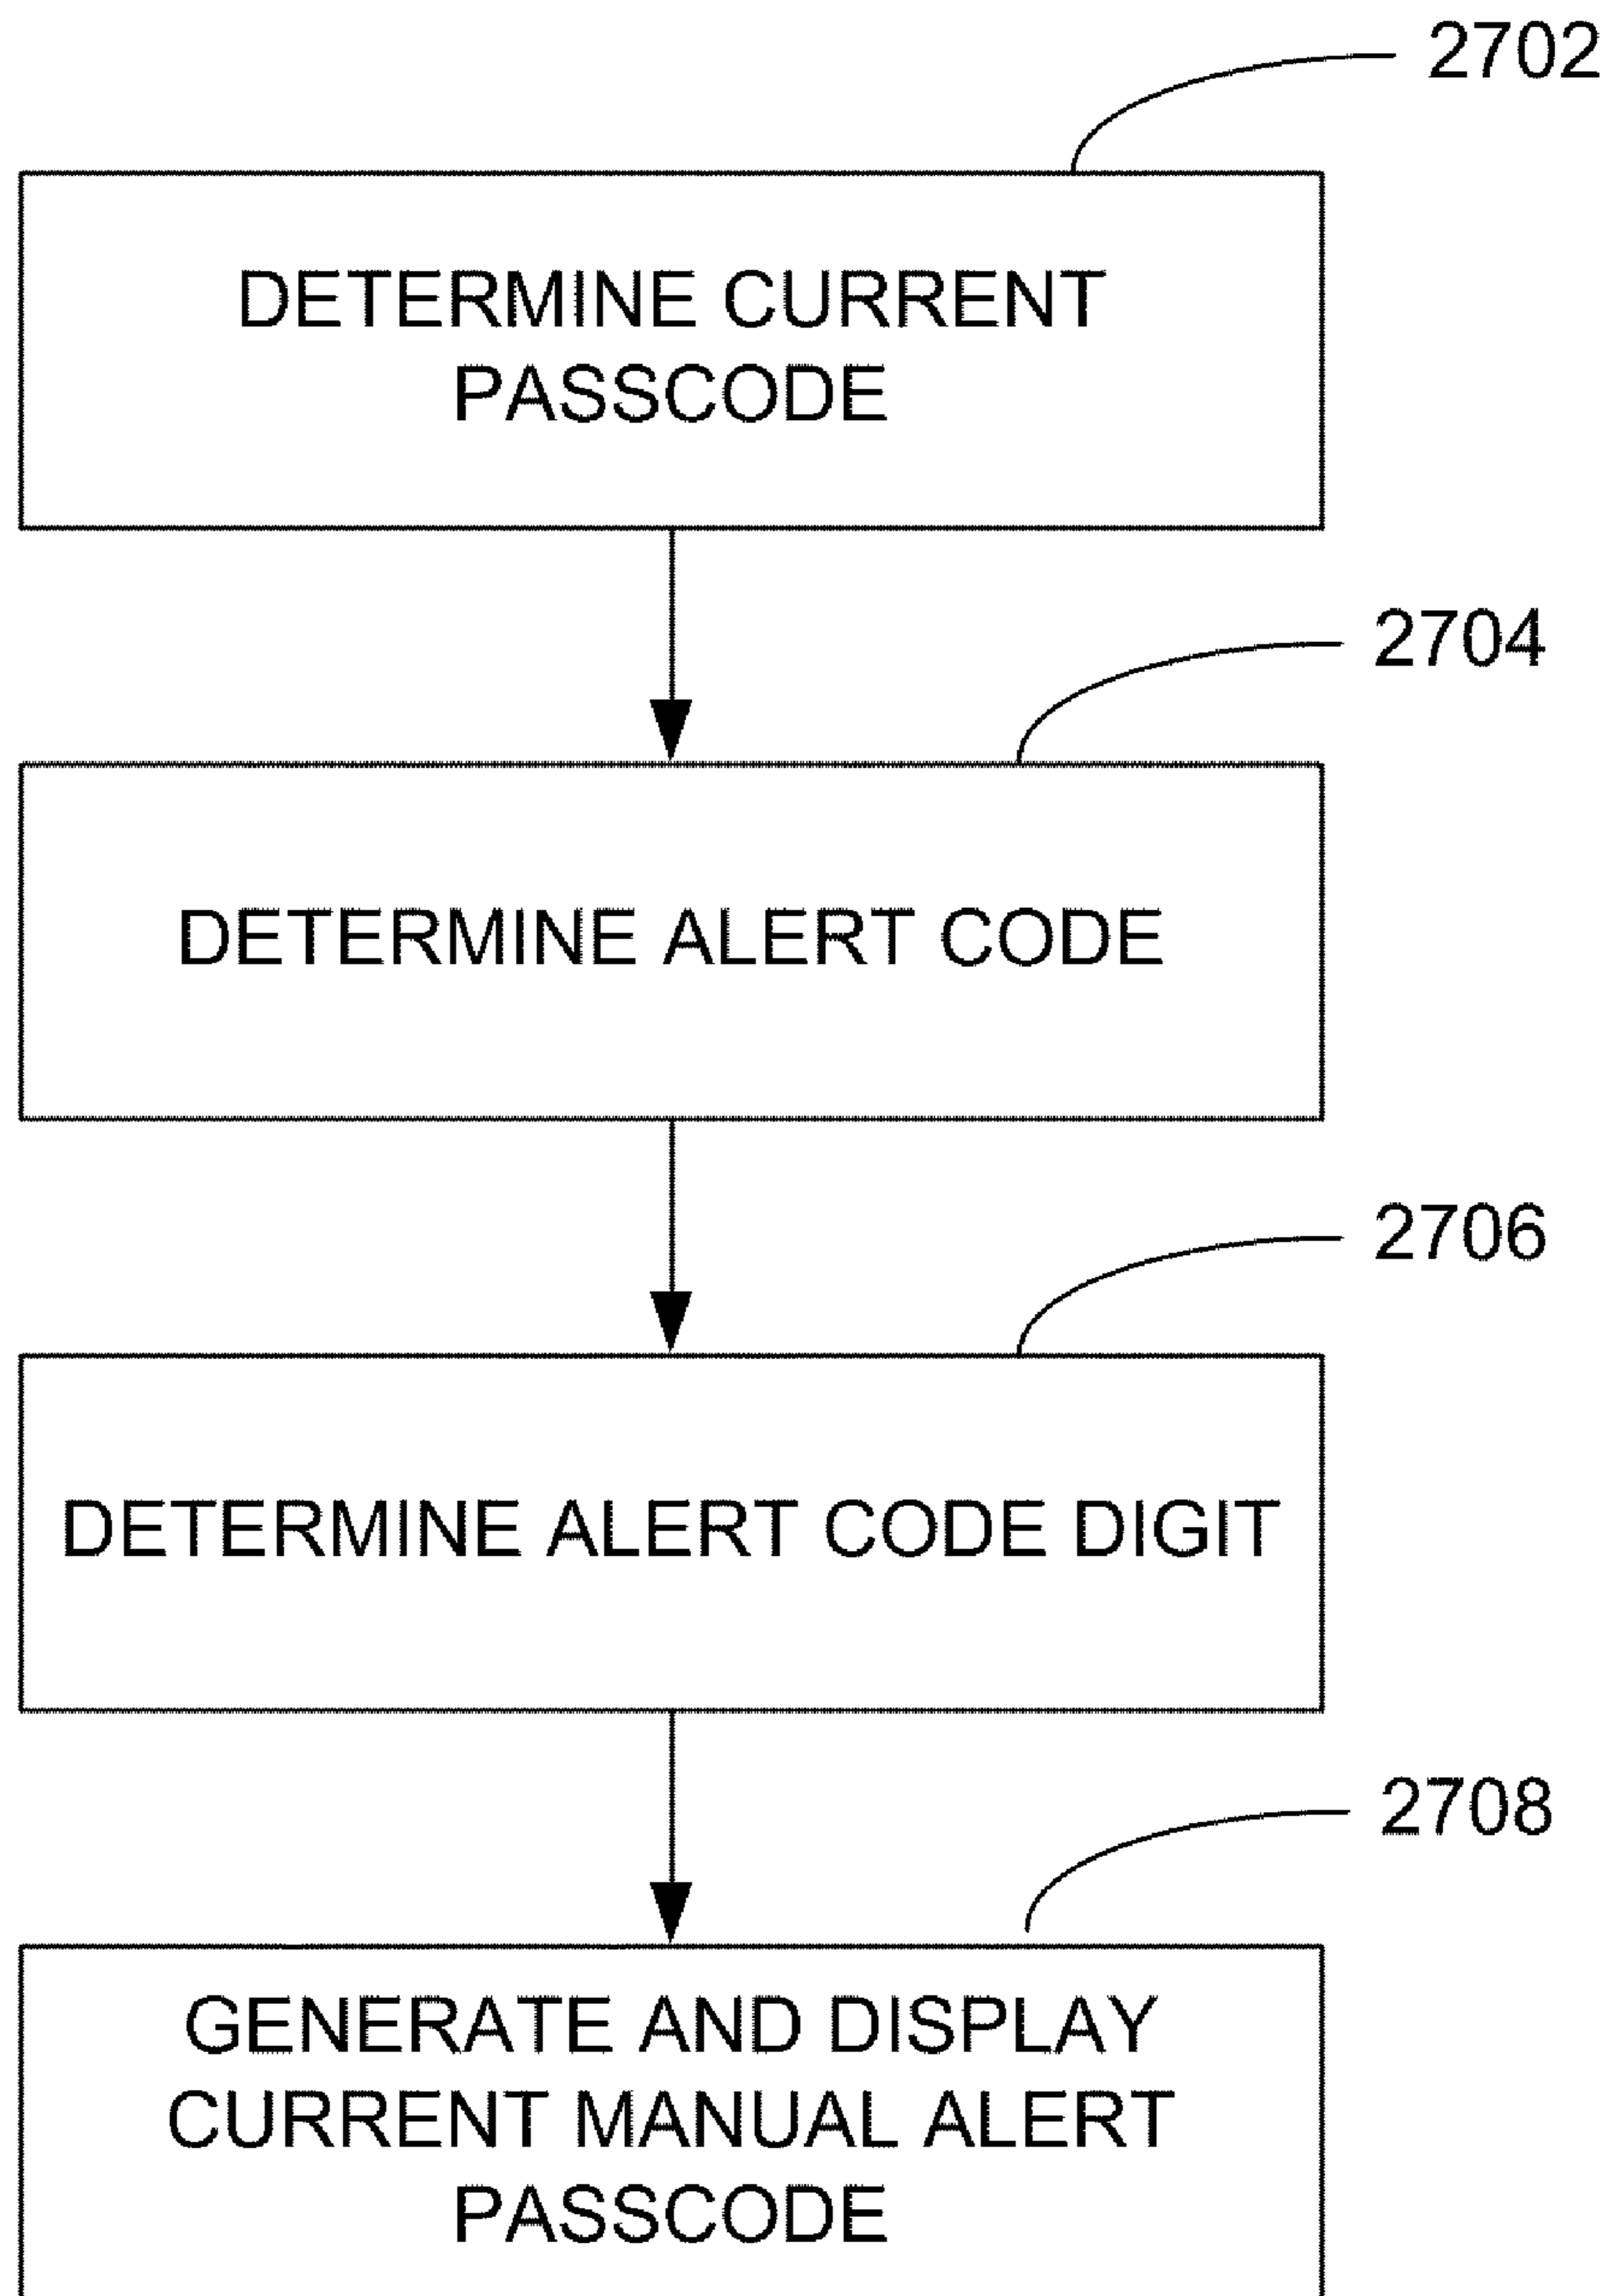 2702
DETERMINE CURRENT
PASSCODE
2704
DETERMINE ALERT CODE
2706
DETERMINE ALERT CODE DIGIT
2708
GENERATE AND DISPLAY
CURRENT MANUAL ALERT
PASSCODE